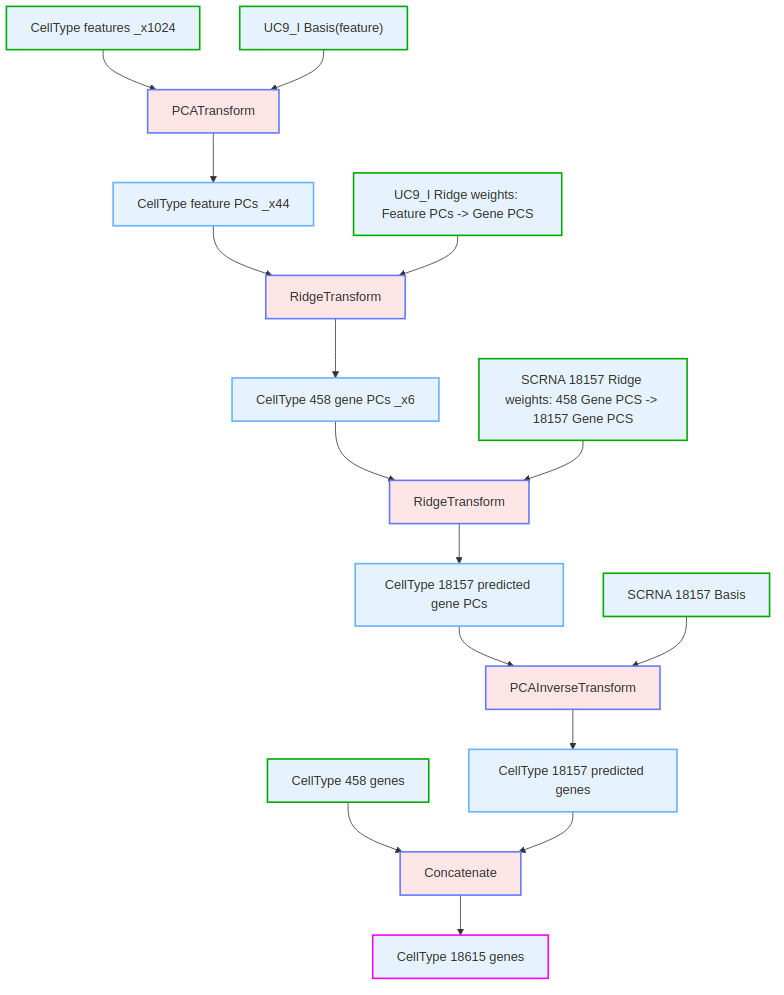 CellType features _x1024
UC9_I Basis(feature)
PCATransform
CellType feature PCs _x44
UC9_I Ridge weights:
Feature PCs -> Gene PCS
RidgeTransform
CellType 458 gene PCs _x6
SCRNA 18157 Ridge
weights: 458 Gene PCS ->
18157 Gene PCS
RidgeTransform
CellType 18157 predicted
gene PCs
SCRNA 18157 Basis
PCAInverseTransform
CellType 458 genes
CellType 18157 predicted
genes
Concatenate
CellType 18615 genes